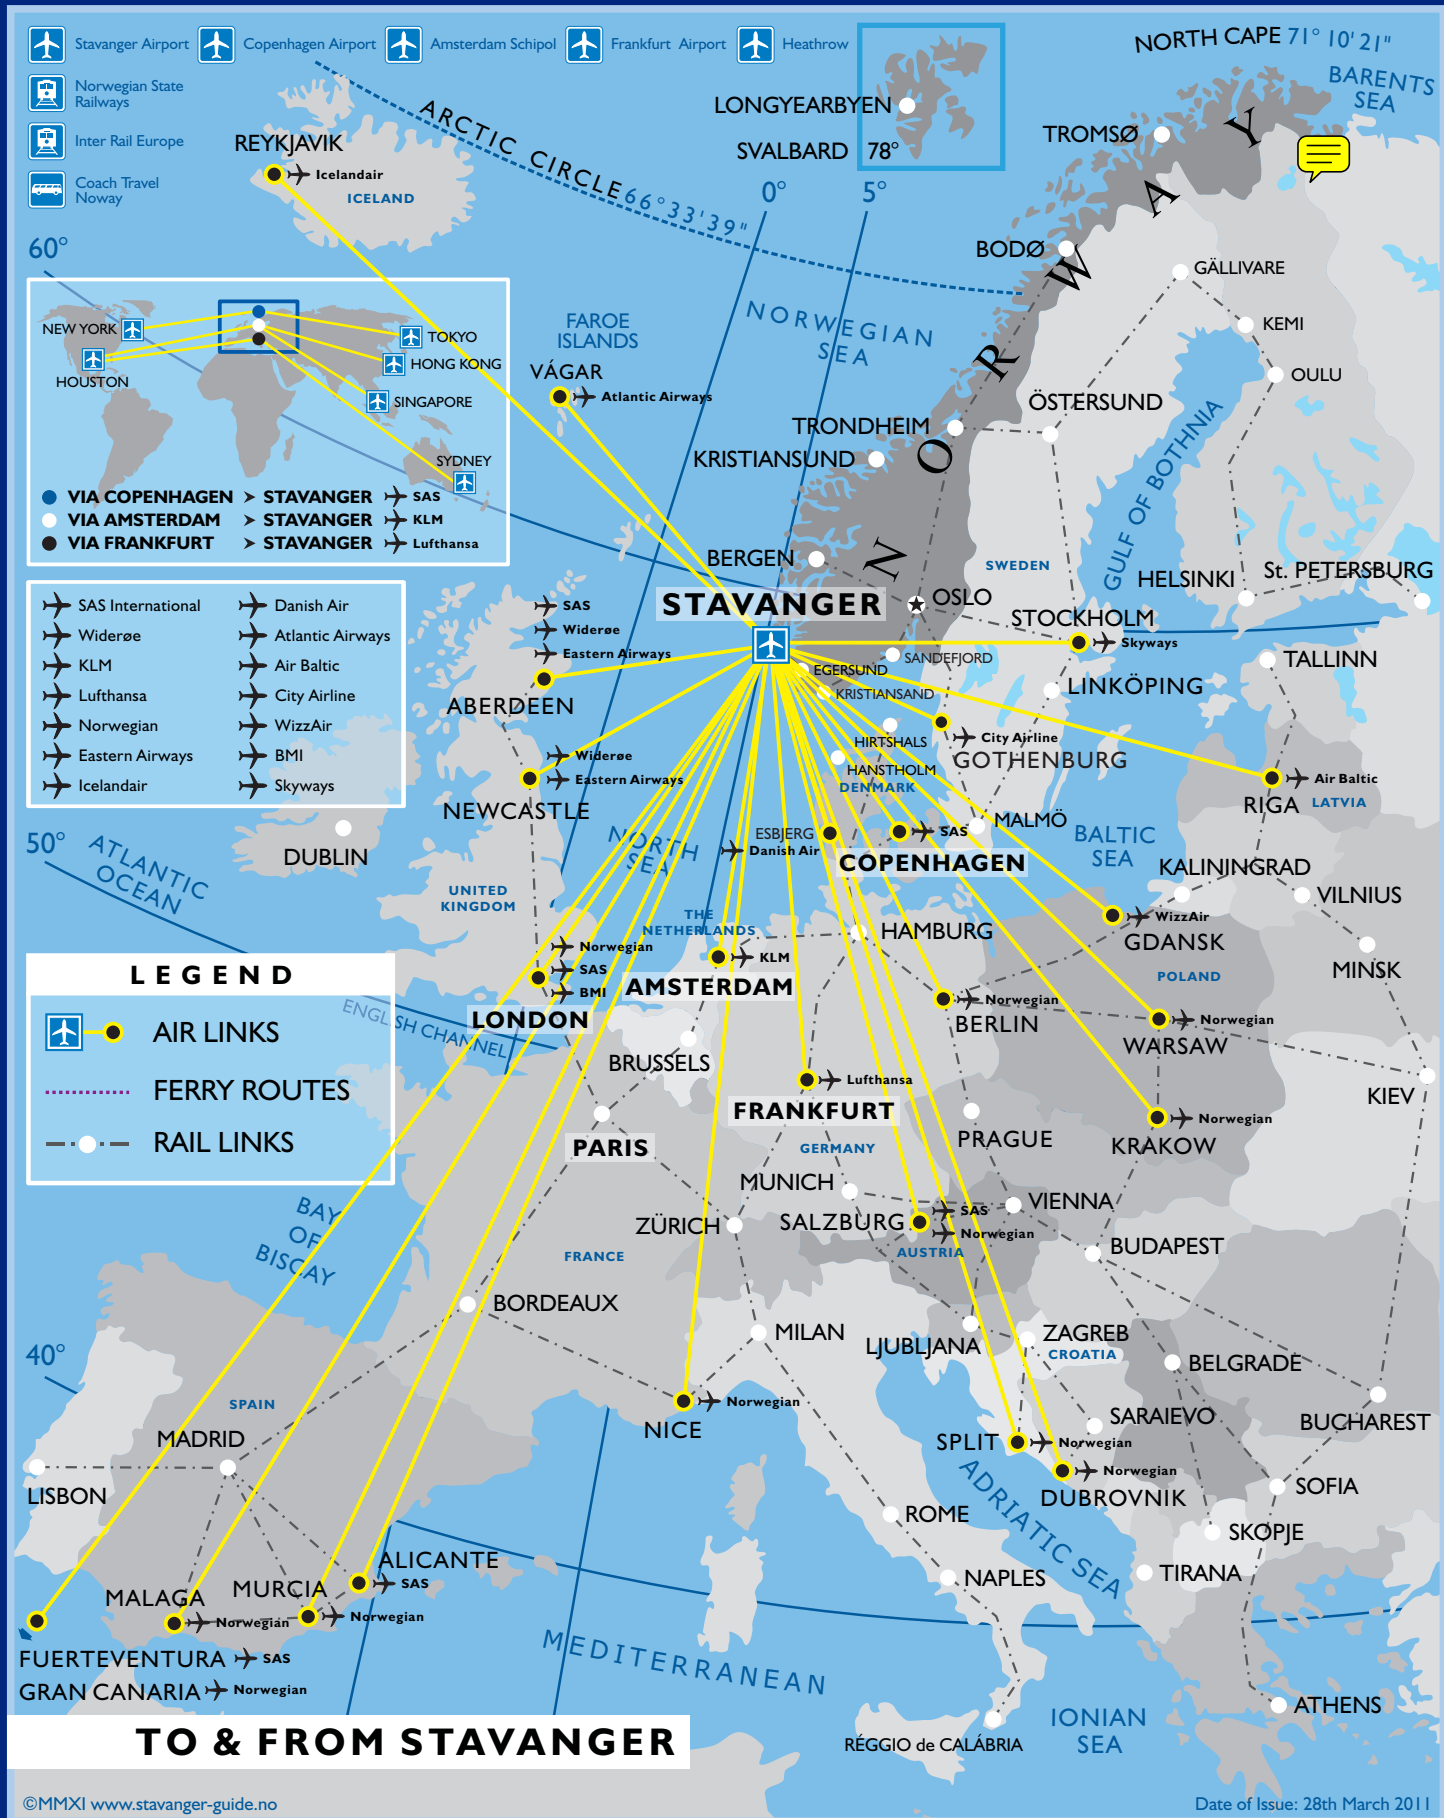 Stavanger Airport
Copenhagen Airport
Amsterdam Schipol
Frankfurt Airport
Heathrow
Norwegian State
Railways
Inter Rail Europe
Coach Travel
Noway
NORTH CAPE 71° 10'21"
BARENTS
SEA
LONGYEARBYEN
SVALBARD 78°
ARCTIC CIRCLE 66°33'39"
0°
5°
TROMSØ
REYKJAVIK
Icelandair
ICELAND
60°
BODØ
NORWAY
GÄLLIVARE
KEMI
OULU
NEW YORK
HOUSTON
TOKYO
HONG KONG
SINGAPORE
SYDNEY
VIA COPENHAGEN > STAVANGER SAS
VIA AMSTERDAM > STAVANGER KLM
VIA FRANKFURT > STAVANGER Lufthansa
FAROE
ISLANDS
VÁGAR
Atlantic Airways
NORWEGIAN
SEA
ÖSTERSUND
TRONDHEIM
KRISTIANSUND
GULF OF BOTHNIA
BERGEN
SWEDEN
HELSINKI
St. PETERSBURG
STAVANGER
OSLO
STOCKHOLM
Skyways
SAS International
Widerøe
KLM
Lufthansa
Norwegian
Eastern Airways
Icelandair
Danish Air
Atlantic Airways
Air Baltic
City Airline
WizzAir
BMI
Skyways
SAS
Widerøe
Eastern Airways
ABERDEEN
SANDEFJORD
EGERSUND
KRISTIANSAND
TALLINN
LINKÖPING
HIRTSHALS
City Airline
GOTHENBURG
HANSTHOLM
DENMARK
Widerøe
Eastern Airways
NEWCASTLE
Air Baltic
RIGA
LATVIA
DUBLIN
50°
ATLANTIC
OCEAN
NORTH
SEA
ESBJERG
Danish Air
SAS
COPENHAGEN
MALMÖ
BALTIC
SEA
KALININGRAD
VILNIUS
UNITED
KINGDOM
THE
NETHERLANDS
HAMBURG
WizzAir
GDANSK
MINSK
POLAND
Norwegian
SAS
BMI
LONDON
KLM
AMSTERDAM
Norwegian
BERLIN
Norwegian
WARSAW
ENGLISH CHANNEL
BRUSSELS
KIEV
LEGEND
AIR LINKS
FERRY ROUTES
RAIL LINKS
Lufthansa
FRANKFURT
PARIS
GERMANY
PRAGUE
Norwegian
KRAKOW
MUNICH
SALZBURG
SAS
Norwegian
AUSTRIA
VIENNA
BUDAPEST
ZÜRICH
FRANCE
BAY
OF
BISCAY
BORDEAUX
MILAN
LJUBLJANA
ZAGREB
CROATIA
BELGRADE
40°
SPAIN
MADRID
LISBON
Norwegian
NICE
SPLIT
Norwegian
SARAIEVO
BUCHAREST
Norwegian
DUBROVNIK
SOFIA
ADRIATIC SEA
SKOPJE
TIRANA
ROME
NAPLES
ALICANTE
SAS
MURCIA
Norwegian
MALAGA
Norwegian
FUERTEVENTURA SAS
GRAN CANARIA Norwegian
MEDITERRANEAN
IONIAN
SEA
ATHENS
RÉGGIO de CALÁBRIA
TO & FROM STAVANGER
©MMXI www.stavanger-guide.no
Date of Issue: 28th March 2011